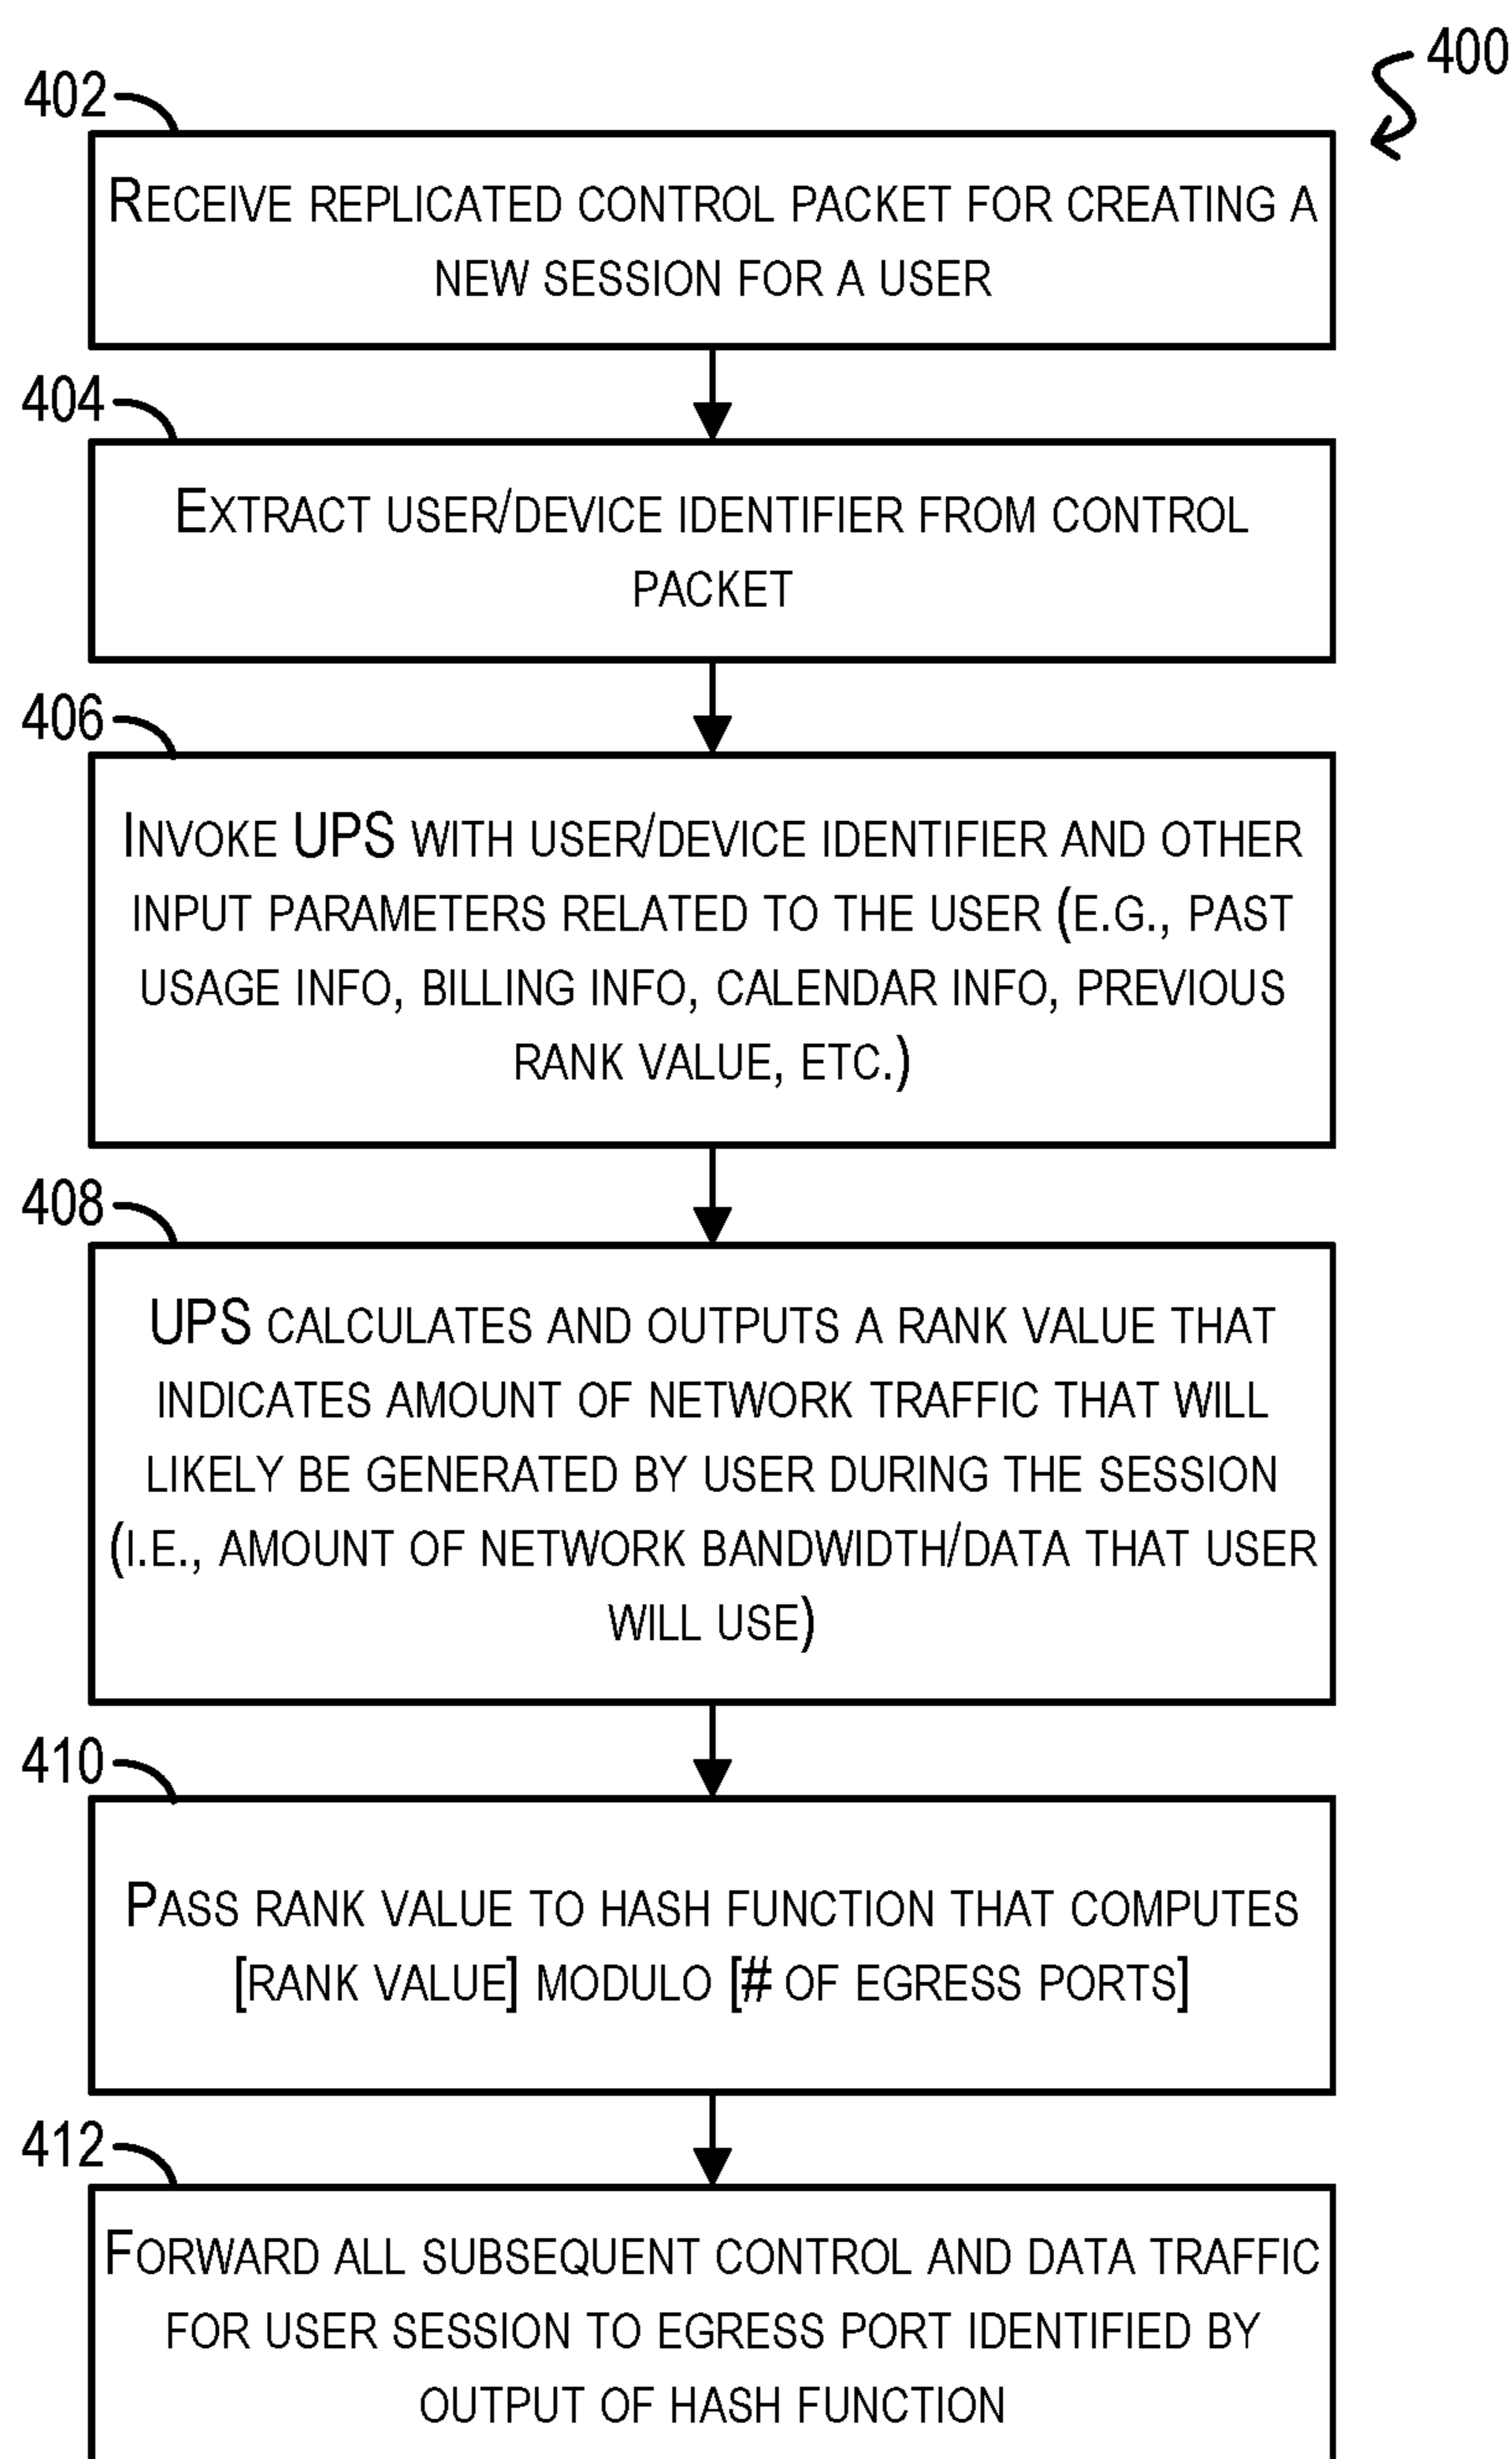 400
402
RECEIVE REPLICATED CONTROL PACKET FOR CREATING A
NEW SESSION FOR A USER
404
EXTRACT USER/DEVICE IDENTIFIER FROM CONTROL
PACKET
406
INVOKE UPS WITH USER/DEVICE IDENTIFIER AND OTHER
INPUT PARAMETERS RELATED TO THE USER (E.G., PAST
USAGE INFO, BILLING INFO, CALENDAR INFO, PREVIOUS
RANK VALUE, ETC.)
408
UPS CALCULATES AND OUTPUTS A RANK VALUE THAT
INDICATES AMOUNT OF NETWORK TRAFFIC THAT WILL
LIKELY BE GENERATED BY USER DURING THE SESSION
(I.E., AMOUNT OF NETWORK BANDWIDTH/DATA THAT USER
WILL USE)
410
PASS RANK VALUE TO HASH FUNCTION THAT COMPUTES
[RANK VALUE] MODULO [# OF EGRESS PORTS]
412
FORWARD ALL SUBSEQUENT CONTROL AND DATA TRAFFIC
FOR USER SESSION TO EGRESS PORT IDENTIFIED BY
OUTPUT OF HASH FUNCTION